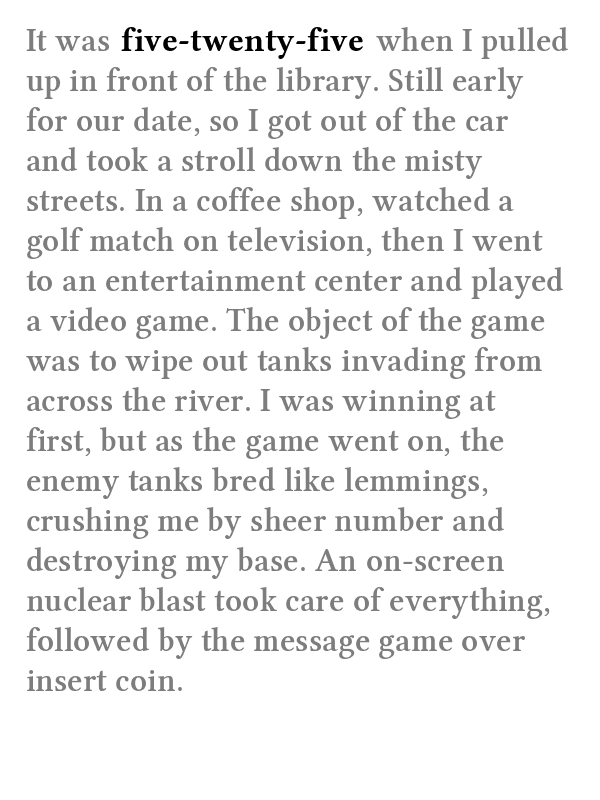 It was five-twenty-five when I pulled
up in front of the library. Still early
for our date, so I got out of the car
and took a stroll down the misty
streets. In a coffee shop, watched a
golf match on television, then I went
to an entertainment center and played
a video game. The object of the game
was to wipe out tanks invading from
across the river. I was winning at
first, but as the game went on, the
enemy tanks bred like lemmings,
crushing me by sheer number and
destroying my base. An on-screen
nuclear blast took care of everything,
followed by the message game over
insert coin.